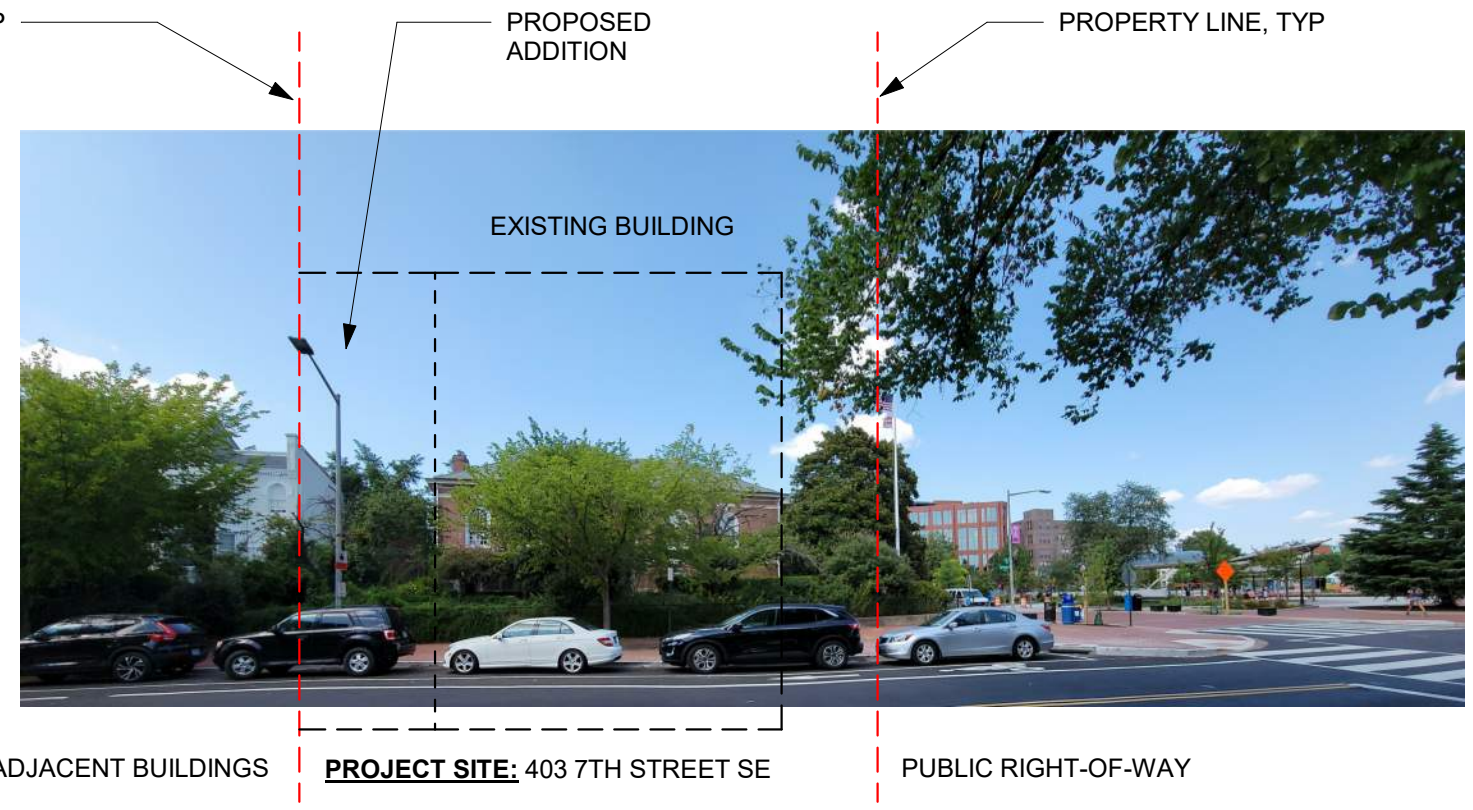 P
PROPOSED
ADDITION
PROPERTY LINE, TYP
EXISTING BUILDING
ADJACENT BUILDINGS
PROJECT SITE: 403 7TH STREET SE
PUBLIC RIGHT-OF-WAY